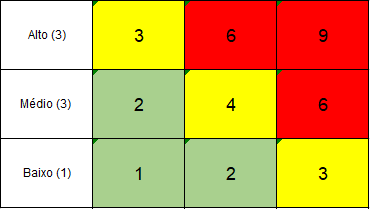 Alto (3) 3 6 9
Médio (3) 2 4 6
Baixo (1) 1 2 3